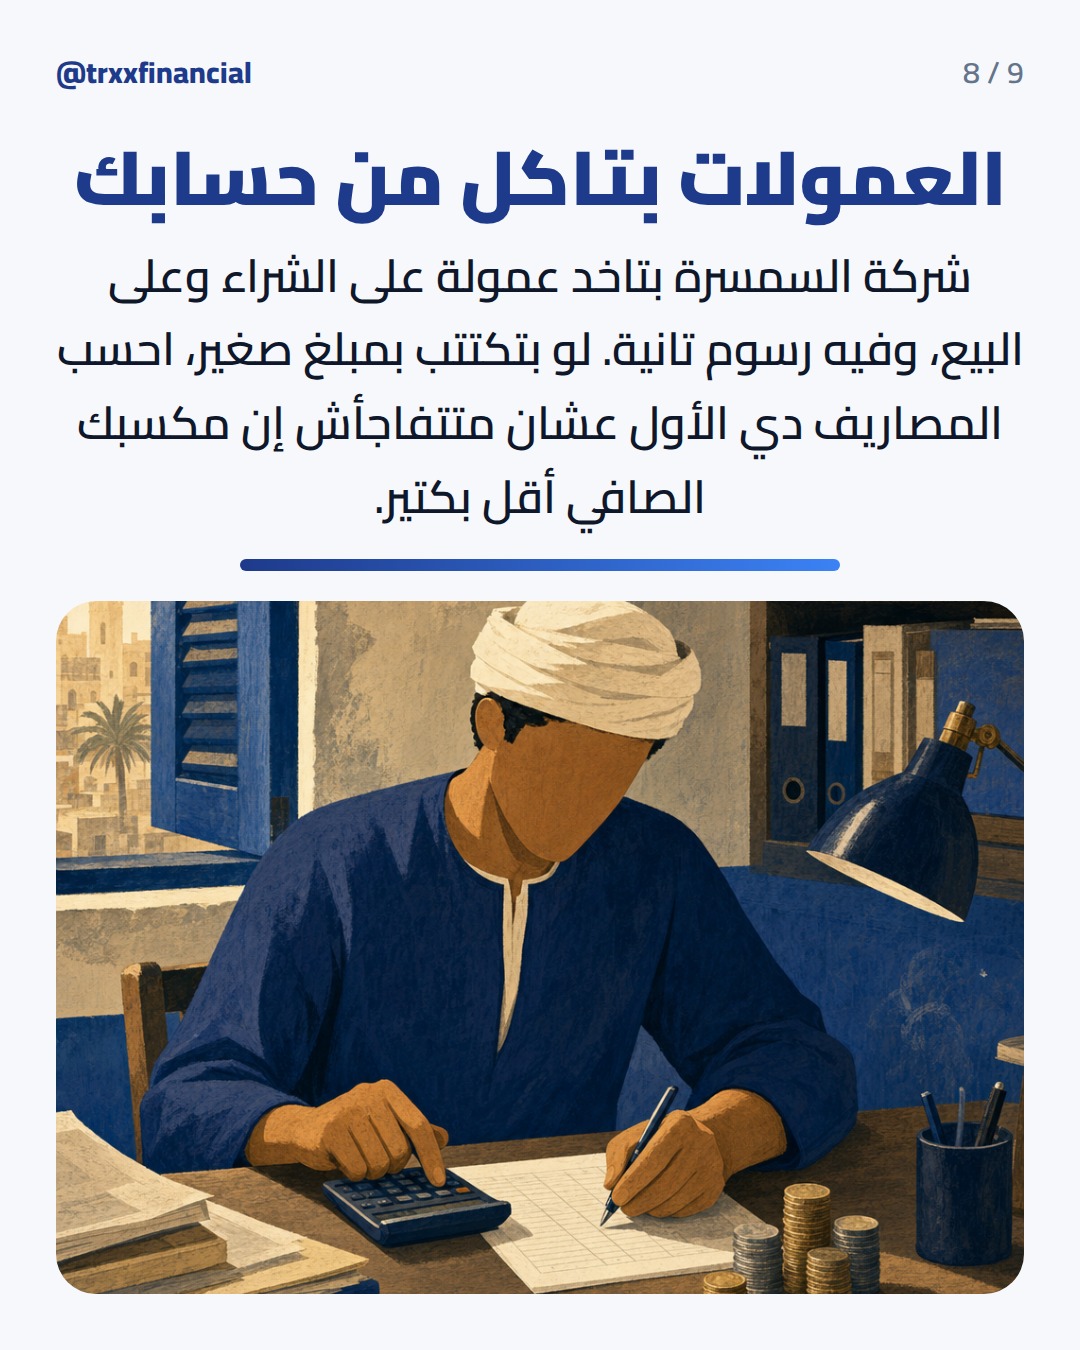 @trxxfinancial
8 / 9
العمولات بتاكل من حسابك
شركة السمسرة بتاخد عمولة على الشراء وعلى
البيع، وفيه رسوم تانية. لو بتكتتب بمبلغ صغير، احسب
المصاريف دي الأول عشان متتفاجأش إن مكسبك
الصافي أقل بكتير.